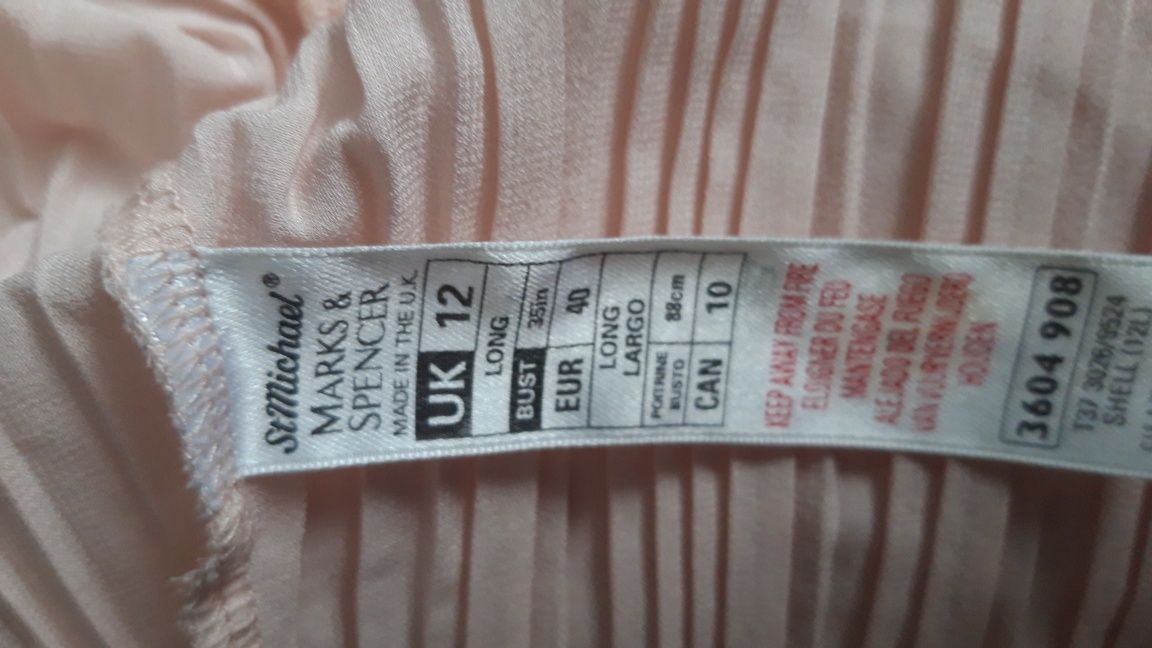 StMichael®
MARKS &
SPENCER
MADE IN THE U.K.
UK 12
LONG
BUST 35in
EUR 40
LONG
LARGO
POITRINE 88cm
BUSTO
CAN 10
KEEP AWAY FROM FIRE
ELOIGNER DU FEU
MANTENGASE
ALEJADO DEL FUEGO
VAN VUUR VERWIJDERD
HOUDEN
3604 908
T37 3026/9524
SHELL (12L)